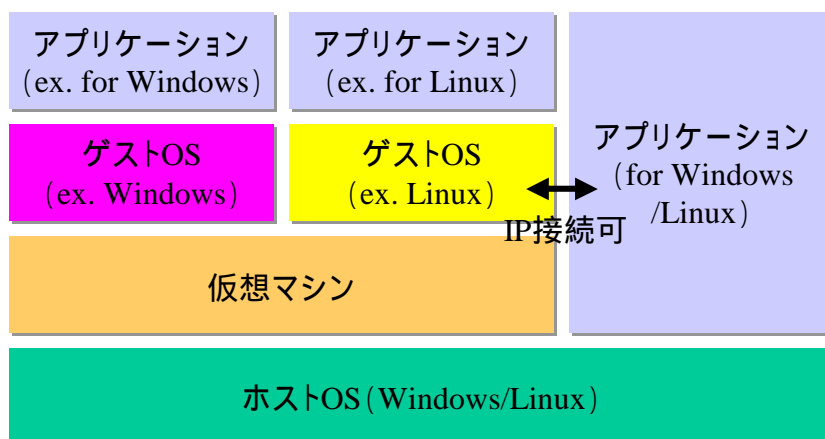 アプリケーション
(ex. for Windows)
アプリケーション
(ex. for Linux)
ゲストOS
(ex. Windows)
ゲストOS
(ex. Linux)
アプリケーション
(for Windows
/Linux)
IP接続可
仮想マシン
ホストOS(Windows/Linux)